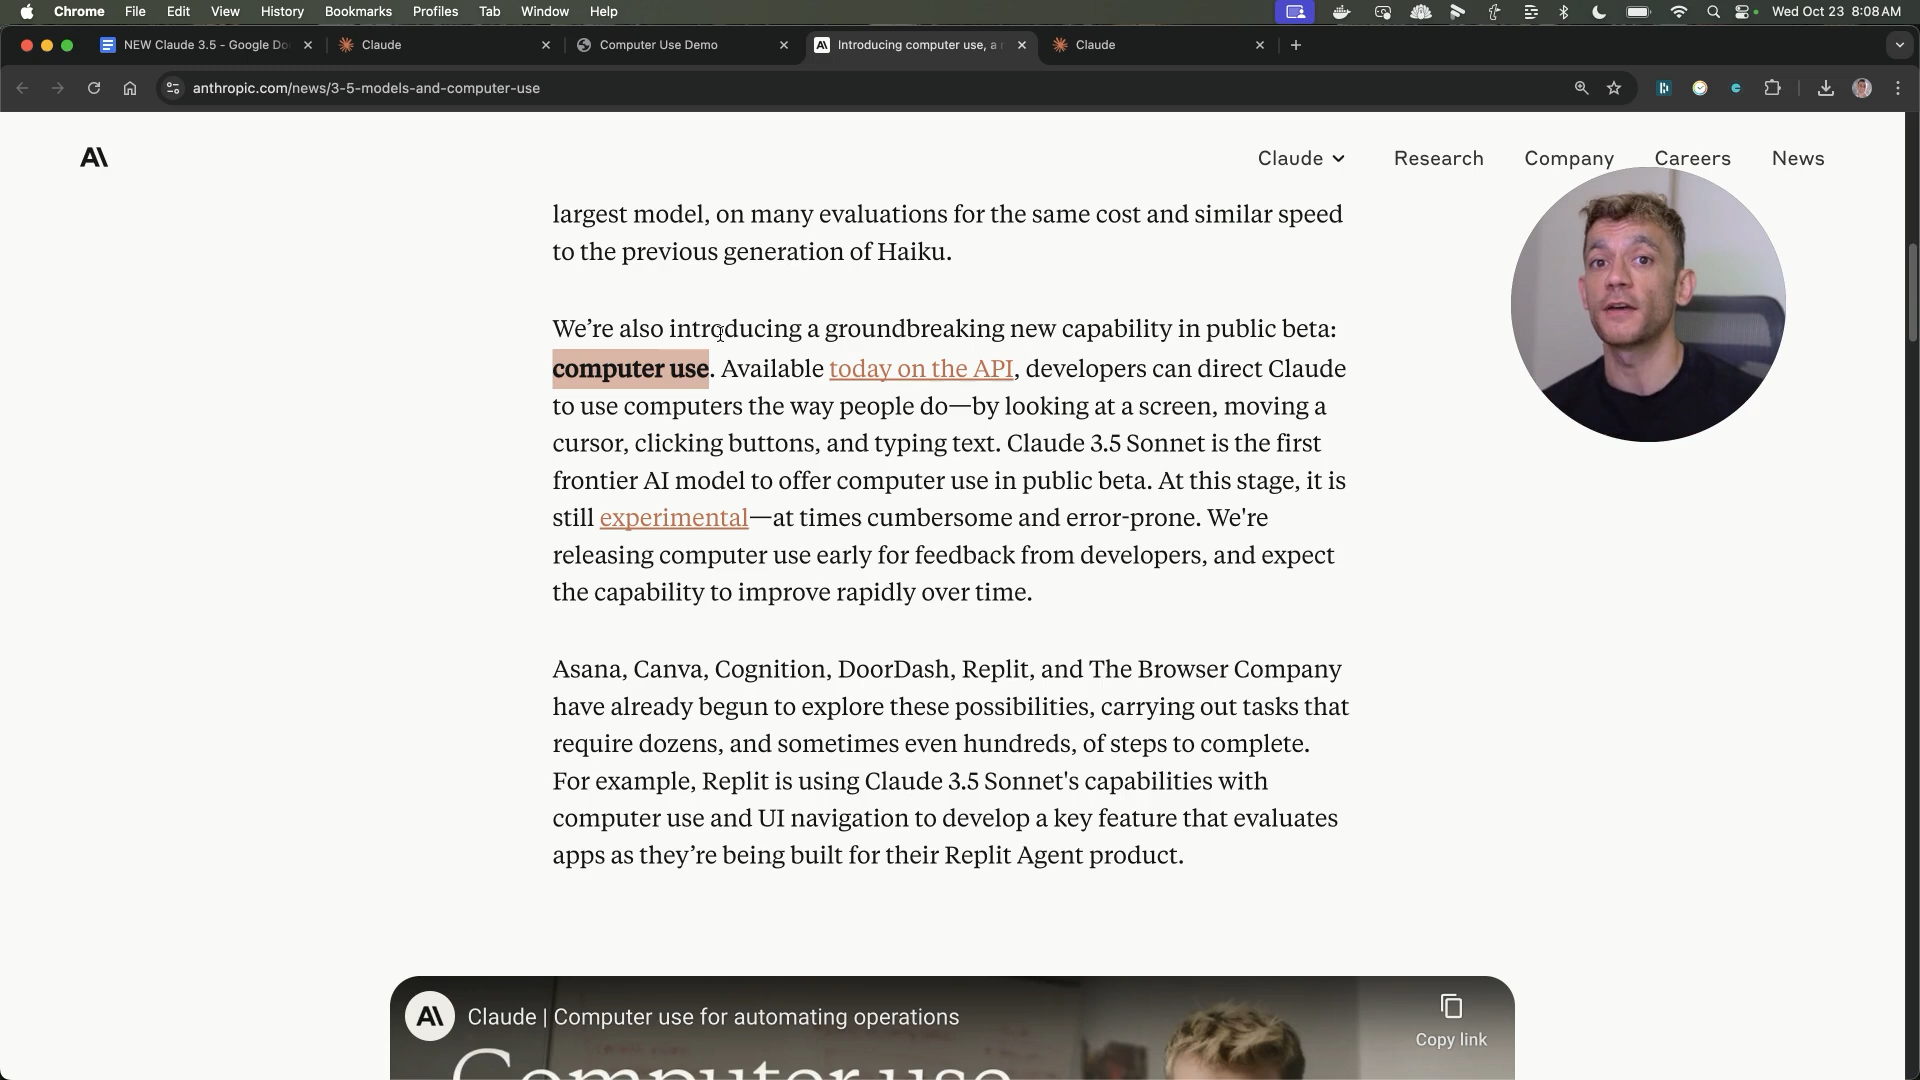 Chrome File Edit View History Bookmarks Profiles Tab Window Help Wed Oct 23 8:08 AM
NEW Claude 3.5 - Google Do Claude Computer Use Demo Introducing computer use, a Claude
anthropic.com/news/3-5-models-and-computer-use
Claude Research Company Careers News
largest model, on many evaluations for the same cost and similar speed
to the previous generation of Haiku.
We’re also introducing a groundbreaking new capability in public beta:
computer use. Available today on the API, developers can direct Claude
to use computers the way people do—by looking at a screen, moving a
cursor, clicking buttons, and typing text. Claude 3.5 Sonnet is the first
frontier AI model to offer computer use in public beta. At this stage, it is
still experimental—at times cumbersome and error-prone. We're
releasing computer use early for feedback from developers, and expect
the capability to improve rapidly over time.
Asana, Canva, Cognition, DoorDash, Replit, and The Browser Company
have already begun to explore these possibilities, carrying out tasks that
require dozens, and sometimes even hundreds, of steps to complete.
For example, Replit is using Claude 3.5 Sonnet's capabilities with
computer use and UI navigation to develop a key feature that evaluates
apps as they’re being built for their Replit Agent product.
Claude | Computer use for automating operations
Copy link
Computer use